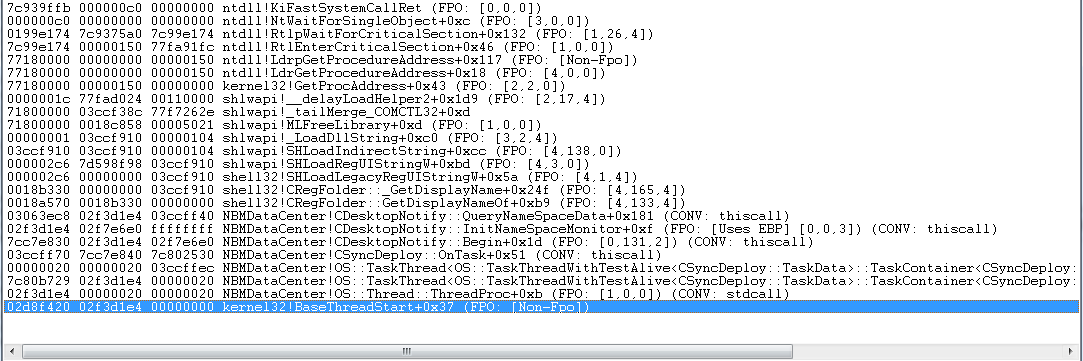 7c939ffb 000000c0 00000000 ntdll!KiFastSystemCallRet (FPO: [0,0,0])
000000c0 00000000 00000000 ntdll!NtWaitForSingleObject+0xc (FPO: [3,0,0])
0199e174 7c9375a0 7c99e174 ntdll!RtlpWaitForCriticalSection+0x132 (FPO: [1,26,4])
7c99e174 00000150 77fa91fc ntdll!RtlEnterCriticalSection+0x46 (FPO: [1,0,0])
77180000 00000000 00000150 ntdll!LdrpGetProcedureAddress+0x117 (FPO: [Non-Fpo])
77180000 00000000 00000150 ntdll!LdrGetProcedureAddress+0x18 (FPO: [4,0,0])
77180000 00000150 00000000 kernel32!GetProcAddress+0x43 (FPO: [2,2,0])
0000001c 77fad024 00110000 shlwapi!__delayLoadHelper2+0x1d9 (FPO: [2,17,4])
71800000 03ccf38c 77f7262e shlwapi!_tailMerge_COMCTL32+0xd
71800000 0018c858 00005021 shlwapi!MLFreeLibrary+0xd (FPO: [1,0,0])
00000001 03ccf910 00000104 shlwapi!_LoadDllString+0xc0 (FPO: [3,2,4])
03ccf910 03ccf910 00000104 shlwapi!SHLoadIndirectString+0xcc (FPO: [4,138,0])
000002c6 7d598f98 03ccf910 shlwapi!SHLoadRegUIStringW+0xbd (FPO: [4,3,0])
000002c6 00000000 03ccf910 shell32!SHLoadLegacyRegUIStringW+0x5a (FPO: [4,1,4])
0018b330 00000000 03ccf910 shell32!CRegFolder::_GetDisplayName+0x24f (FPO: [4,165,4])
0018a570 0018b330 00000000 shell32!CRegFolder::GetDisplayNameOf+0xb9 (FPO: [4,133,4])
03063ec8 02f3d1e4 03ccff40 NBMDataCenter!CDesktopNotify::QueryNameSpaceData+0x181 (CONV: thiscall)
02f3d1e4 02f7e6e0 ffffffff NBMDataCenter!CDesktopNotify::InitNameSpaceMonitor+0xf (FPO: [Uses EBP] [0,0,3]) (CONV: thiscall)
7cc7e830 02f3d1e4 02f7e6e0 NBMDataCenter!CDesktopNotify::Begin+0x1d (FPO: [0,131,2]) (CONV: thiscall)
03ccff70 7cc7e840 7c802530 NBMDataCenter!CSyncDeploy::OnTask+0x51 (CONV: thiscall)
00000020 00000020 03ccffec NBMDataCenter!OS::TaskThread<OS::TaskThreadWithTestAlive<CSyncDeploy::TaskData>::TaskContainer<CSyncDeploy:
7c80b729 02f3d1e4 00000020 NBMDataCenter!OS::TaskThread<OS::TaskThreadWithTestAlive<CSyncDeploy::TaskData>::TaskContainer<CSyncDeploy:
02f3d1e4 00000000 00000020 NBMDataCenter!OS::Thread::ThreadProc+0xb (FPO: [1,0,0]) (CONV: stdcall)
02d8f420 02f3d1e4 00000000 kernel32!BaseThreadStart+0x37 (FPO: [Non-Fpo])